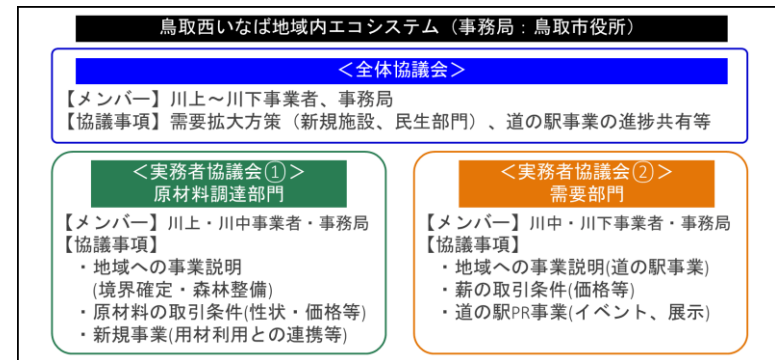 鳥取西いなば地域内エコシステム（事務局：鳥取市役所）
＜全体協議会＞
【メンバー】川上～川下事業者、事務局
【協議事項】需要拡大方策（新規施設、民生部門）、道の駅事業の進捗共有等
＜実務者協議会①＞
原材料調達部門
【メンバー】川上・川中事業者・事務局
【協議事項】
・地域への事業説明
(境界確定・森林整備)
・原材料の取引条件(性状・価格等)
・新規事業(用材利用との連携等)
＜実務者協議会②＞
需要部門
【メンバー】川中・川下事業者・事務局
【協議事項】
・地域への事業説明(道の駅事業)
・薪の取引条件(価格等)
・道の駅PR事業(イベント、展示)